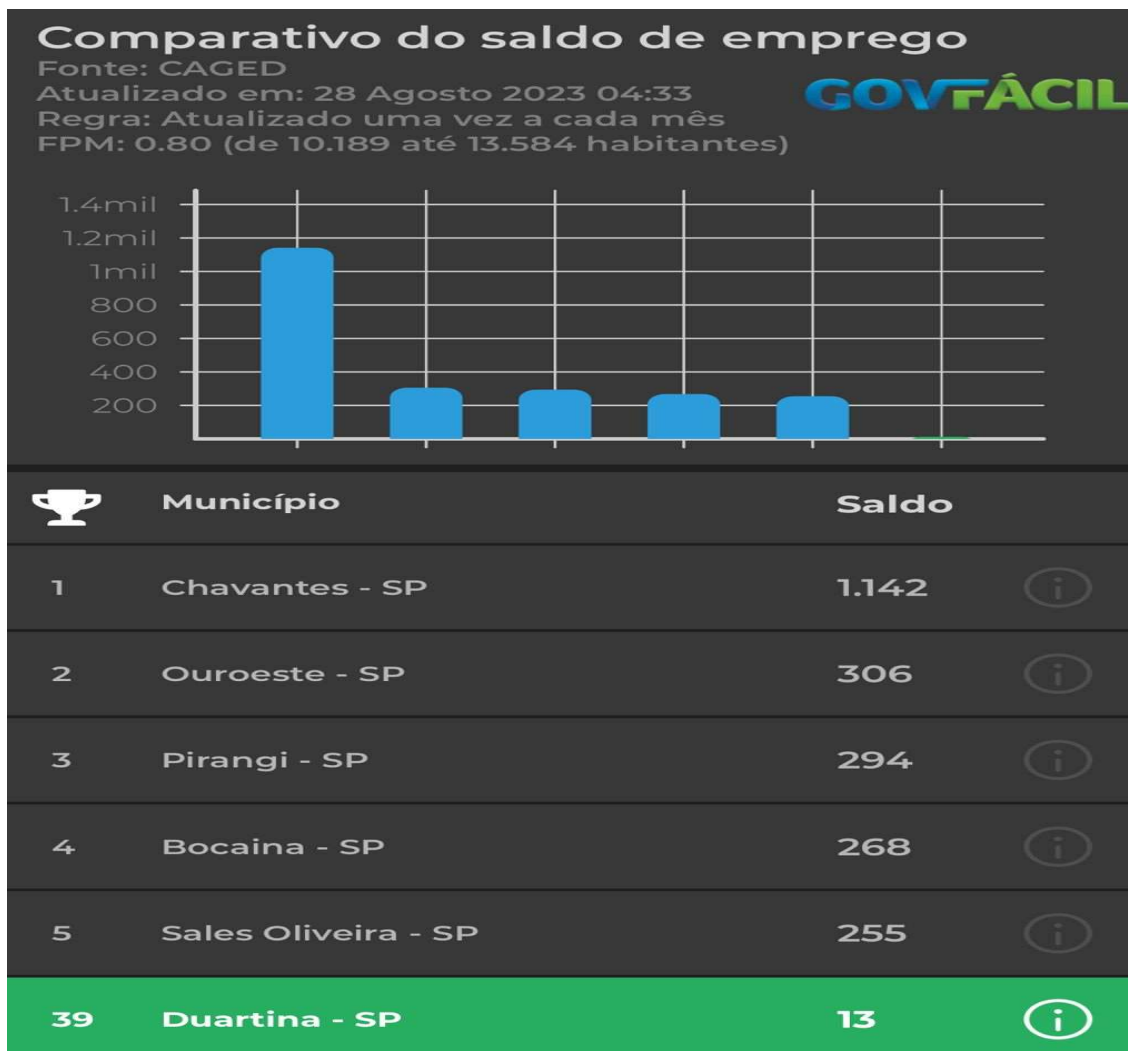 Comparativo do saldo de emprego
Fonte: CAGED
Atualizado em: 28 Agosto 2023 04:33
Regra: Atualizado uma vez a cada mês
FPM: 0.80 (de 10.189 até 13.584 habitantes)
GOVFÁCIL
1.4mil
1.2mil
1mil
800
600
400
200
Município Saldo
1 Chavantes - SP 1.142
2 Ouroeste - SP 306
3 Pirangi - SP 294
4 Bocaina - SP 268
5 Sales Oliveira - SP 255
39 Duartina - SP 13